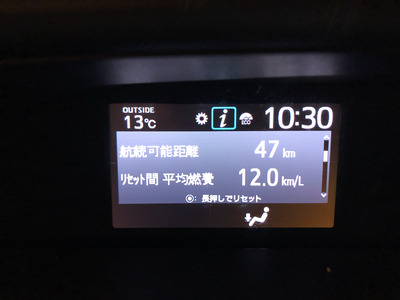 OUTSIDE
13℃ i ECO 10:30
航続可能距離 47 km
リセット間 平均燃費 12.0 km/L
◉: 長押しでリセット